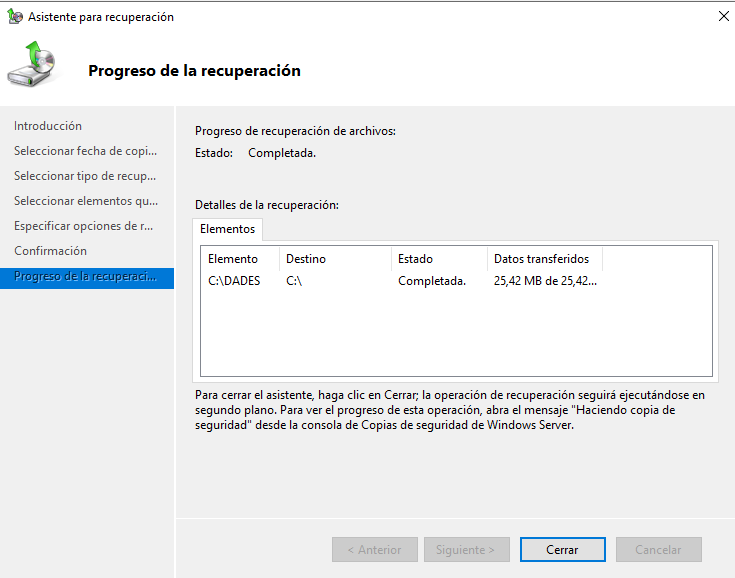 Asistente para recuperación
Progreso de la recuperación
Introducción
Seleccionar fecha de copi...
Seleccionar tipo de recup...
Seleccionar elementos qu...
Especificar opciones de r...
Confirmación
Progreso de la recuperaci...
Progreso de recuperación de archivos:
Estado: Completada.
Detalles de la recuperación:
Elementos
Elemento Destino Estado Datos transferidos
C:\DADES C:\ Completada. 25,42 MB de 25,42...
Para cerrar el asistente, haga clic en Cerrar; la operación de recuperación seguirá ejecutándose en
segundo plano. Para ver el progreso de esta operación, abra el mensaje "Haciendo copia de
seguridad" desde la consola de Copias de seguridad de Windows Server.
< Anterior Siguiente > Cerrar Cancelar